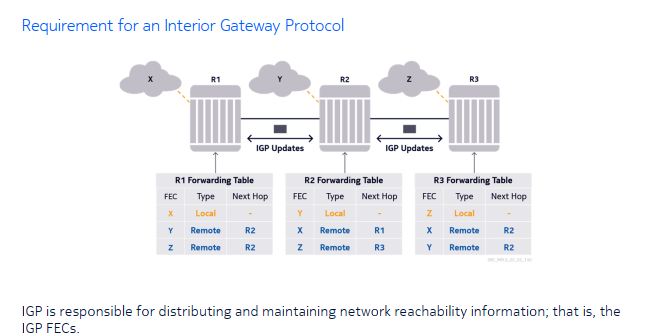 Requirement for an Interior Gateway Protocol
X R1 Y R2 Z R3
IGP Updates IGP Updates
R1 Forwarding Table R2 Forwarding Table R3 Forwarding Table
FEC Type Next Hop FEC Type Next Hop FEC Type Next Hop
X Local - Y Local - Z Local -
Y Remote R2 X Remote R1 X Remote R2
Z Remote R2 Z Remote R3 Y Remote R2
IGP is responsible for distributing and maintaining network reachability information; that is, the
IGP FECs.